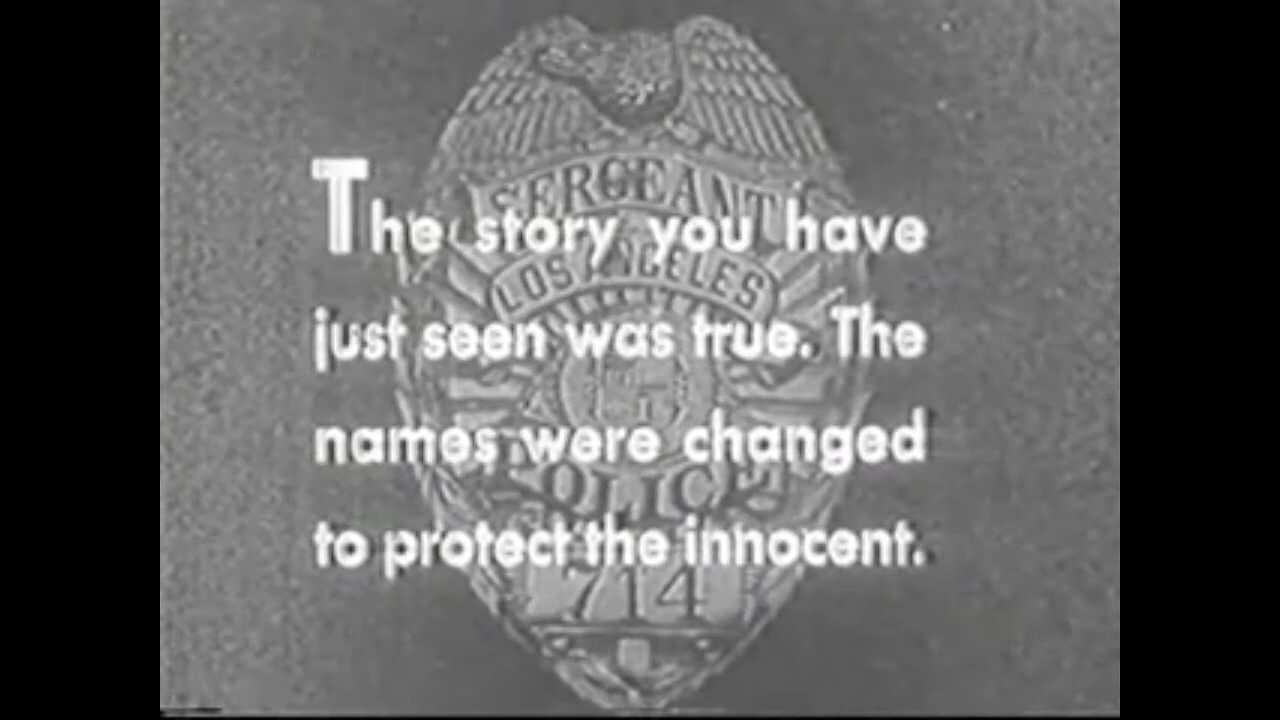 The story you have
just seen was true. The
names were changed
to protect the innocent.
SERGEANT
LOS ANGELES
POLICE
714